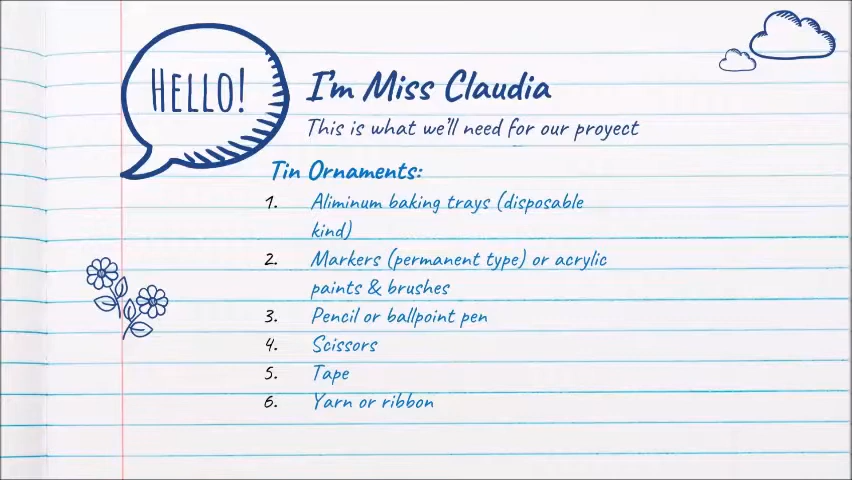 HELLO!
I'm Miss Claudia
This is what we'll need for our proyect
Tin Ornaments:
1. Aliminum baking trays (disposable
kind)
2. Markers (permanent type) or acrylic
paints & brushes
3. Pencil or ballpoint pen
4. Scissors
5. Tape
6. Yarn or ribbon